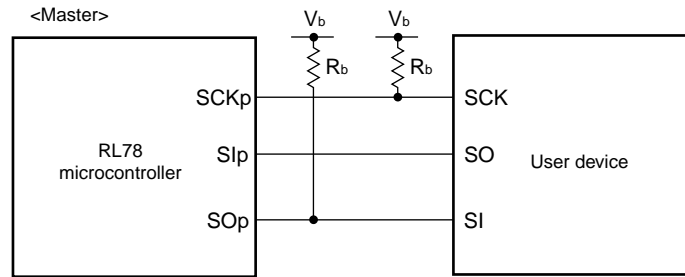 <Master>
Vb Vb
Rb Rb
SCKp SCK
RL78
microcontroller
SIp SO
User device
SOp SI